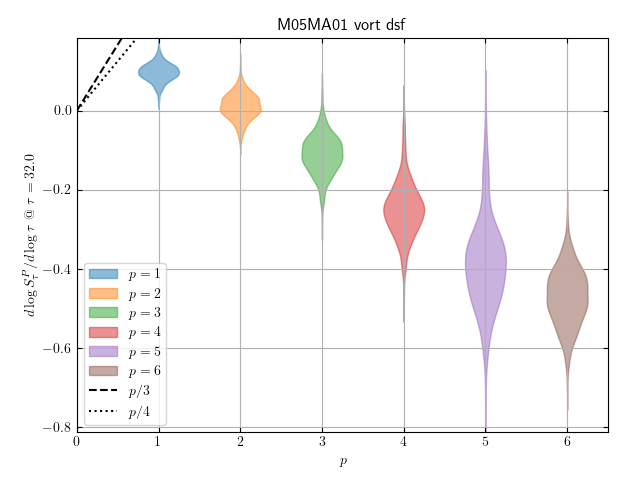 M05MA01 vort dsf
0.0
−0.2
−0.4
−0.6
−0.8
d log S_τ^P / d log τ @ τ = 32.0
p = 1
p = 2
p = 3
p = 4
p = 5
p = 6
p/3
p/4
0 1 2 3 4 5 6
p